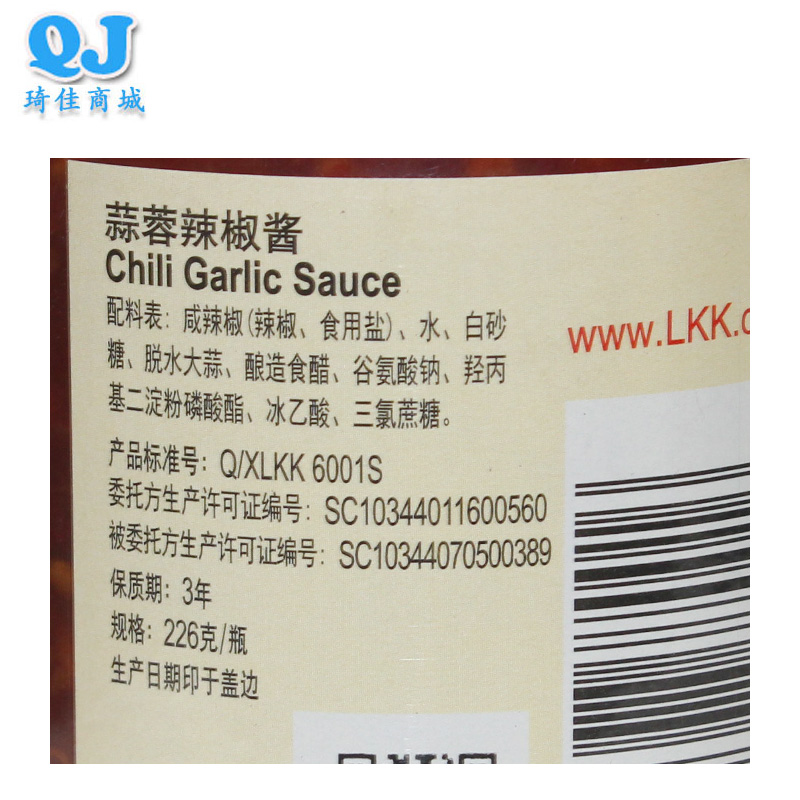 QJ
琦佳商城
蒜蓉辣椒酱
Chili Garlic Sauce
配料表：咸辣椒(辣椒、食用盐)、水、白砂
糖、脱水大蒜、酿造食醋、谷氨酸钠、羟丙
基二淀粉磷酸酯、冰乙酸、三氯蔗糖。
产品标准号：Q/XLKK 6001S
委托方生产许可证编号：SC10344011600560
被委托方生产许可证编号：SC10344070500389
保质期：3年
规格：226克/瓶
生产日期印于盖边
www.LKK.c